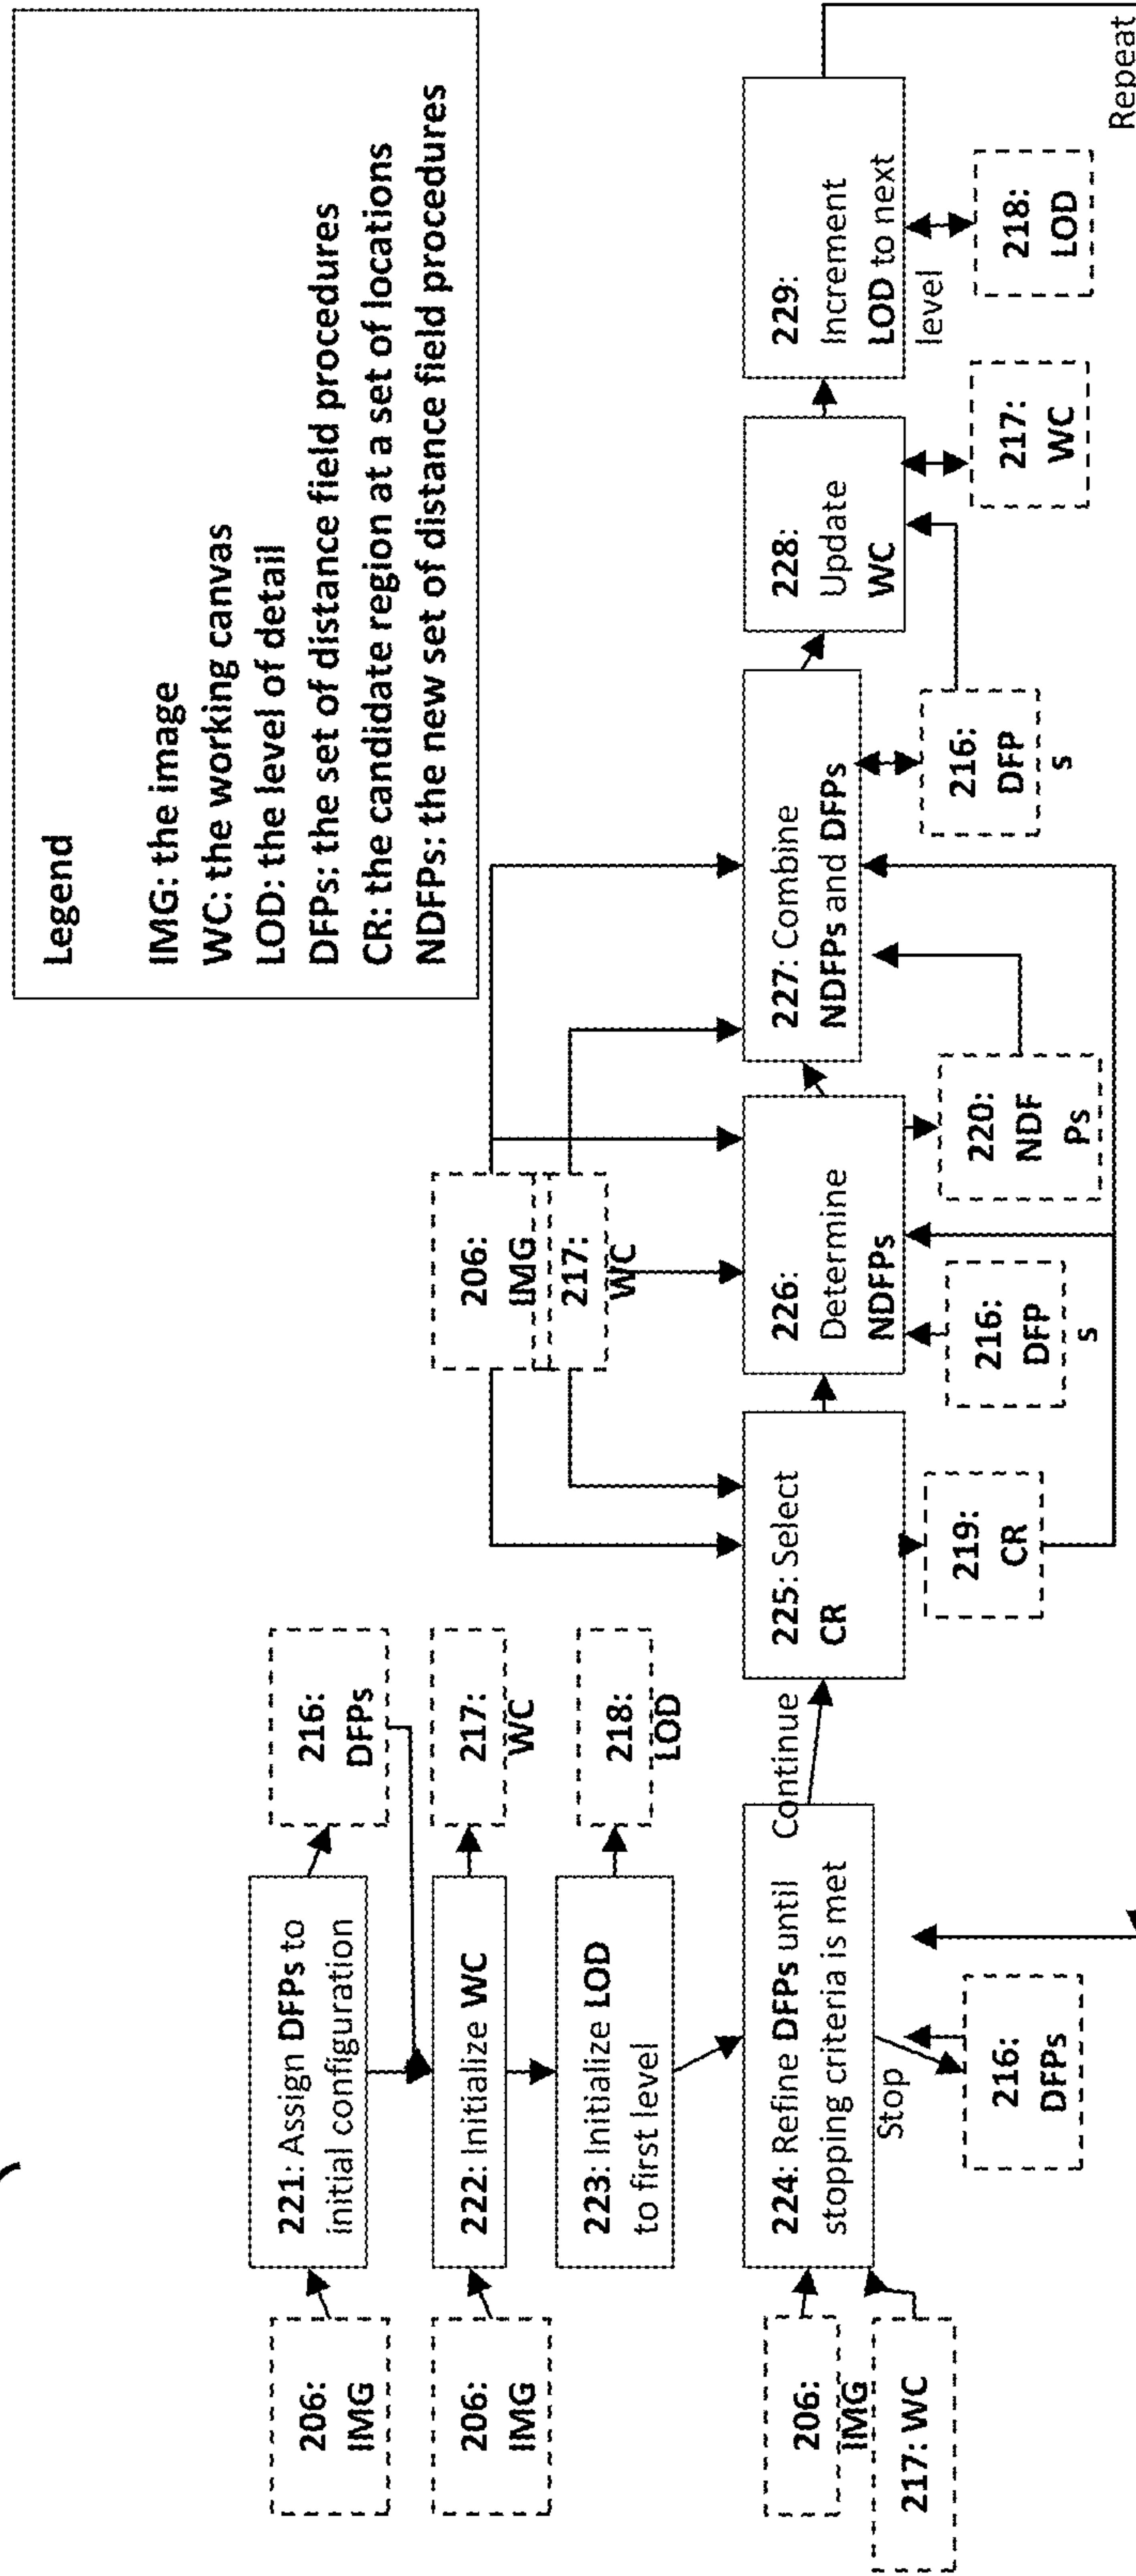 Legend
IMG: the image
WC: the working canvas
LOD: the level of detail
DFPs: the set of distance field procedures
CR: the candidate region at a set of locations
NDFPs: the new set of distance field procedures
206:
IMG
221: Assign DFPs to
initial configuration
216:
DFPs
206:
IMG
222: Initialize WC
217:
WC
223: Initialize LOD
to first level
218:
LOD
206:
IMG
217:
WC
206:
IMG
217: WC
224: Refine DFPs until
stopping criteria is met
Continue
Stop
216:
DFPs
225: Select
CR
219:
CR
226:
Determine
NDFPs
216:
DFP
s
220:
NDF
Ps
227: Combine
NDFPs and DFPs
216:
DFP
s
228:
Update
WC
217:
WC
229:
Increment
LOD to next
level
218:
LOD
Repeat